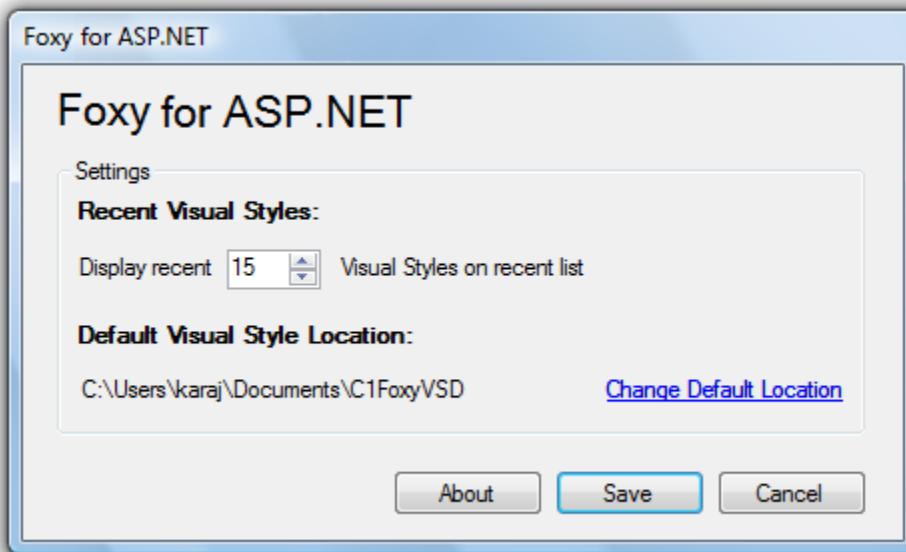 Foxy for ASP.NET
Foxy for ASP.NET
Settings
Recent Visual Styles:
Display recent 15 Visual Styles on recent list
Default Visual Style Location:
C:\Users\karaj\Documents\C1FoxyVSD Change Default Location
About Save Cancel